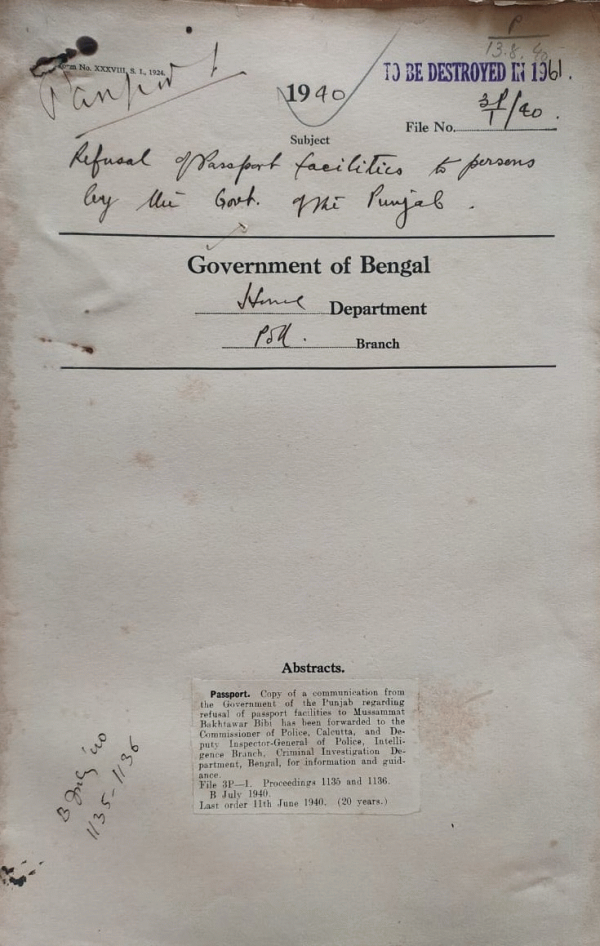 P
13.8.40
Form No. XXXVIII, S. I., 1924.
Passport
TO BE DESTROYED IN 1961.
1940
File No. 3P/1/40.
Subject
Refusal of Passport facilities to persons
by the Govt. of the Punjab.
Government of Bengal
Home Department
Poll. Branch
Abstracts.
Passport. Copy of a communication from
the Government of the Punjab regarding
refusal of passport facilities to Mussammat
Bakhtawar Bibi has been forwarded to the
Commissioner of Police, Calcutta, and De-
puty Inspector-General of Police, Intelli-
gence Branch, Criminal Investigation De-
partment, Bengal, for information and guid-
ance.
File 3P—1. Proceedings 1135 and 1136.
B July 1940.
Last order 11th June 1940. (20 years.)
B July '40
1135-1136